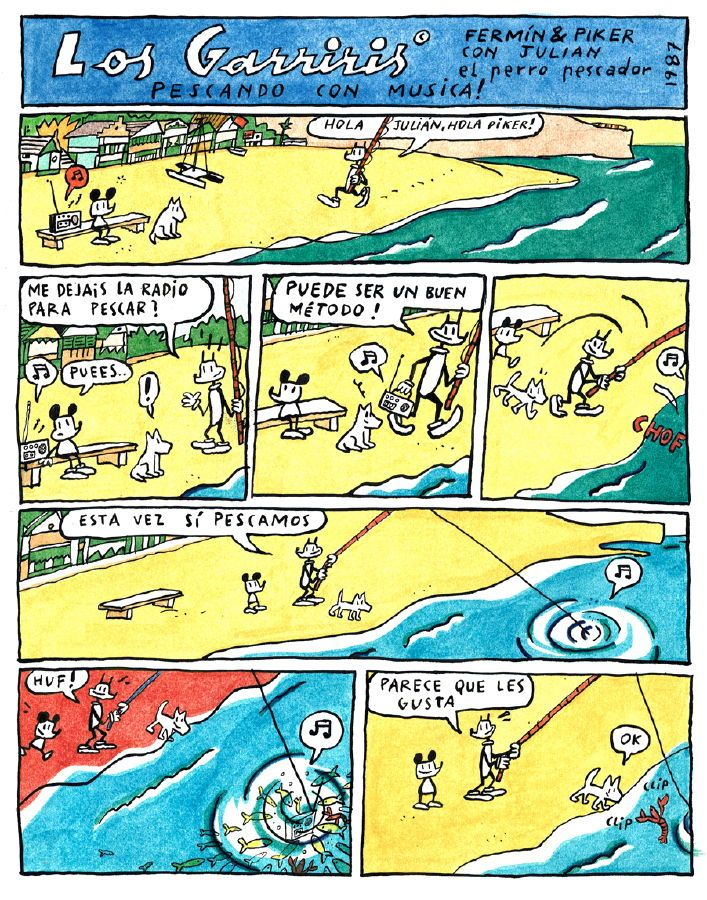 Los Garriris ©
FERMÍN & PIKER
CON JULIAN
el perro pescador
1987
PESCANDO CON MUSICA!
HOLA JULIÁN, HOLA PIKER!
ME DEJAIS LA RADIO
PARA PESCAR?
PUEES..
!
PUEDE SER UN BUEN
MÉTODO!
CHOF
ESTA VEZ SÍ PESCAMOS
HUF!
PARECE QUE LES
GUSTA
OK
CLIP
CLIP